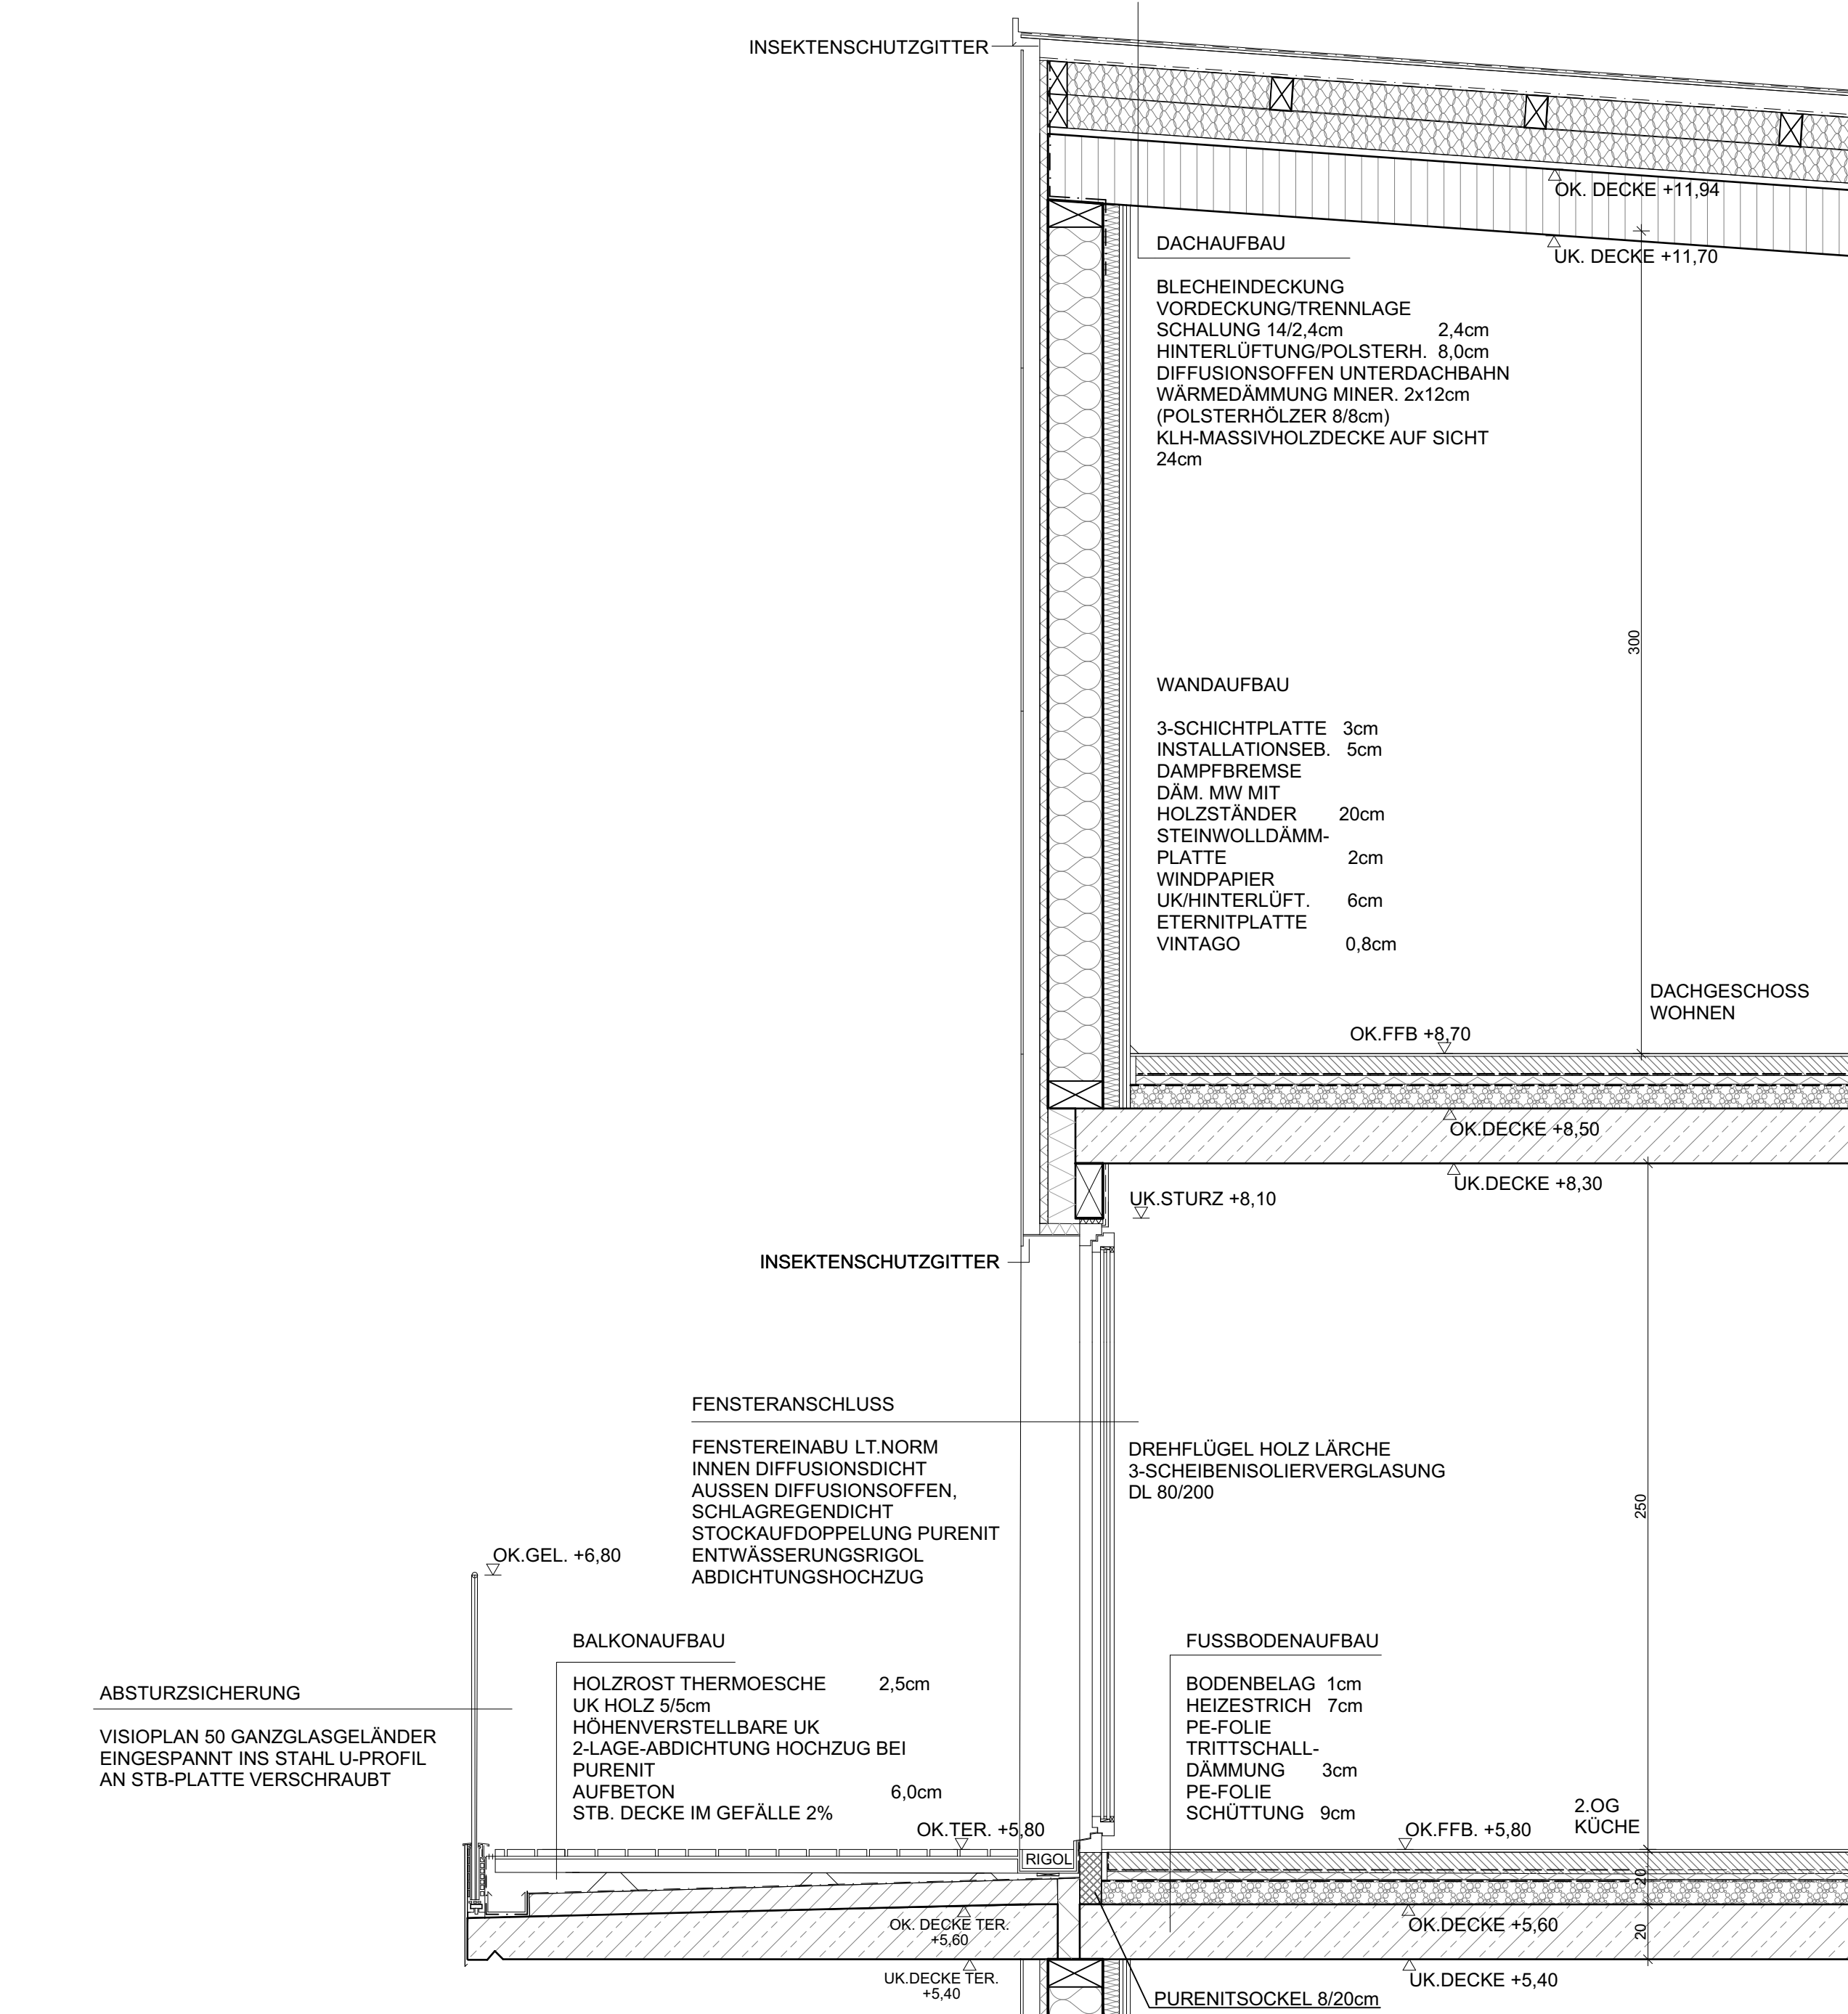 INSEKTENSCHUTZGITTER
OK. DECKE +11,94
UK. DECKE +11,70
DACHAUFBAU
BLECHEINDECKUNG
VORDECKUNG/TRENNLAGE
SCHALUNG 14/2,4cm 2,4cm
HINTERLÜFTUNG/POLSTERH. 8,0cm
DIFFUSIONSOFFEN UNTERDACHBAHN
WÄRMEDÄMMUNG MINER. 2x12cm
(POLSTERHÖLZER 8/8cm)
KLH-MASSIVHOLZDECKE AUF SICHT
24cm
300
WANDAUFBAU
3-SCHICHTPLATTE 3cm
INSTALLATIONSEB. 5cm
DAMPFBREMSE
DÄM. MW MIT
HOLZSTÄNDER 20cm
STEINWOLLDÄMM-
PLATTE 2cm
WINDPAPIER
UK/HINTERLÜFT. 6cm
ETERNITPLATTE
VINTAGO 0,8cm
DACHGESCHOSS
WOHNEN
OK.FFB +8,70
OK.DECKE +8,50
UK.DECKE +8,30
UK.STURZ +8,10
INSEKTENSCHUTZGITTER
FENSTERANSCHLUSS
FENSTEREINABU LT.NORM
INNEN DIFFUSIONSDICHT
AUSSEN DIFFUSIONSOFFEN,
SCHLAGREGENDICHT
STOCKAUFDOPPELUNG PURENIT
ENTWÄSSERUNGSRIGOL
ABDICHTUNGSHOCHZUG
DREHFLÜGEL HOLZ LÄRCHE
3-SCHEIBENISOLIERVERGLASUNG
DL 80/200
250
OK.GEL. +6,80
ABSTURZSICHERUNG
VISIOPLAN 50 GANZGLASGELÄNDER
EINGESPANNT INS STAHL U-PROFIL
AN STB-PLATTE VERSCHRAUBT
BALKONAUFBAU
HOLZROST THERMOESCHE 2,5cm
UK HOLZ 5/5cm
HÖHENVERSTELLBARE UK
2-LAGE-ABDICHTUNG HOCHZUG BEI
PURENIT
AUFBETON 6,0cm
STB. DECKE IM GEFÄLLE 2%
OK.TER. +5,80
RIGOL
FUSSBODENAUFBAU
BODENBELAG 1cm
HEIZESTRICH 7cm
PE-FOLIE
TRITTSCHALL-
DÄMMUNG 3cm
PE-FOLIE
SCHÜTTUNG 9cm
2.OG
KÜCHE
OK.FFB. +5,80
20
OK. DECKE TER.
+5,60
OK.DECKE +5,60
20
UK.DECKE TER.
+5,40
UK.DECKE +5,40
PURENITSOCKEL 8/20cm